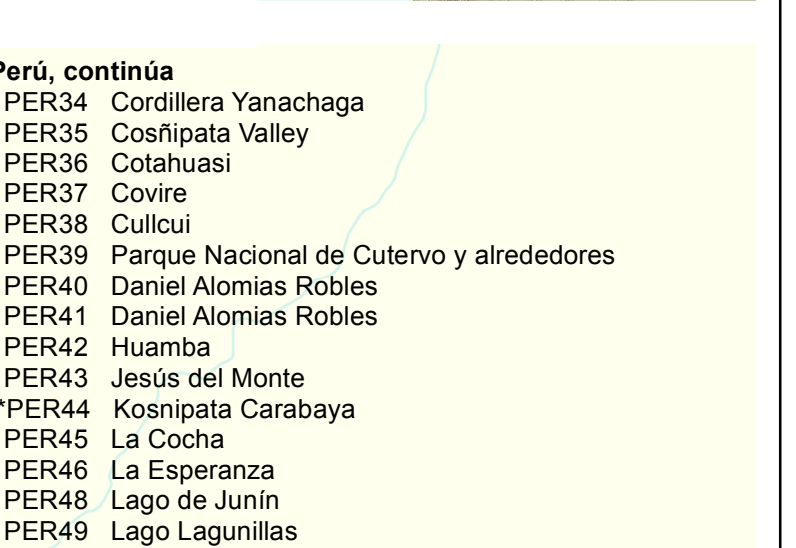 Perú, continúa
PER34 Cordillera Yanachaga
PER35 Cosñipata Valley
PER36 Cotahuasi
PER37 Covire
PER38 Cullcui
PER39 Parque Nacional de Cutervo y alrededores
PER40 Daniel Alomias Robles
PER41 Daniel Alomias Robles
PER42 Huamba
PER43 Jesús del Monte
*PER44 Kosnipata Carabaya
PER45 La Cocha
PER46 La Esperanza
PER48 Lago de Junín
PER49 Lago Lagunillas